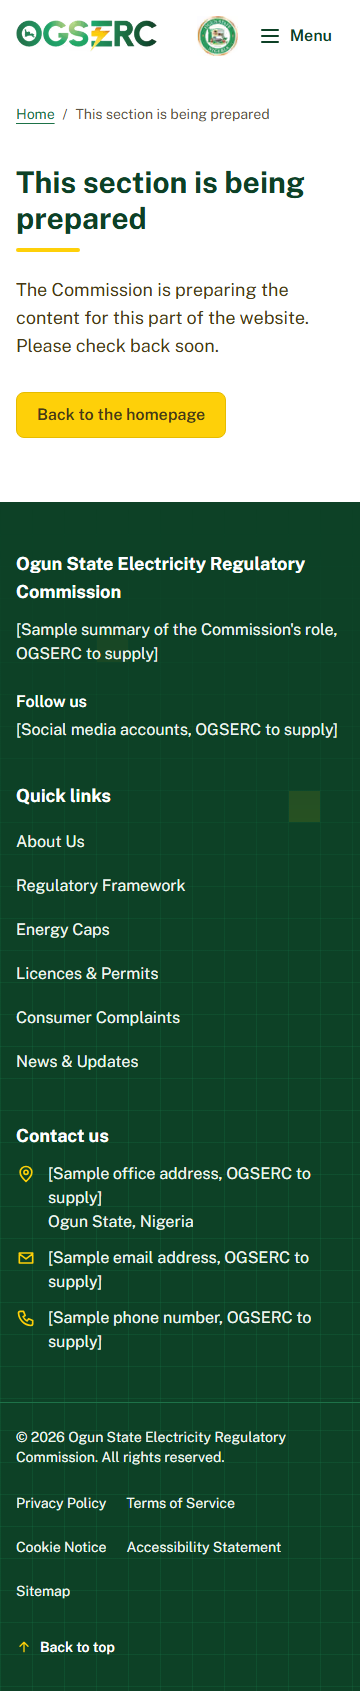 OGSERC
Menu
Home / This section is being prepared
This section is being
prepared
The Commission is preparing the
content for this part of the website.
Please check back soon.
Back to the homepage
Ogun State Electricity Regulatory
Commission
[Sample summary of the Commission's role,
OGSERC to supply]
Follow us
[Social media accounts, OGSERC to supply]
Quick links
About Us
Regulatory Framework
Energy Caps
Licences & Permits
Consumer Complaints
News & Updates
Contact us
[Sample office address, OGSERC to
supply]
Ogun State, Nigeria
[Sample email address, OGSERC to
supply]
[Sample phone number, OGSERC to
supply]
© 2026 Ogun State Electricity Regulatory
Commission. All rights reserved.
Privacy Policy Terms of Service
Cookie Notice Accessibility Statement
Sitemap
Back to top